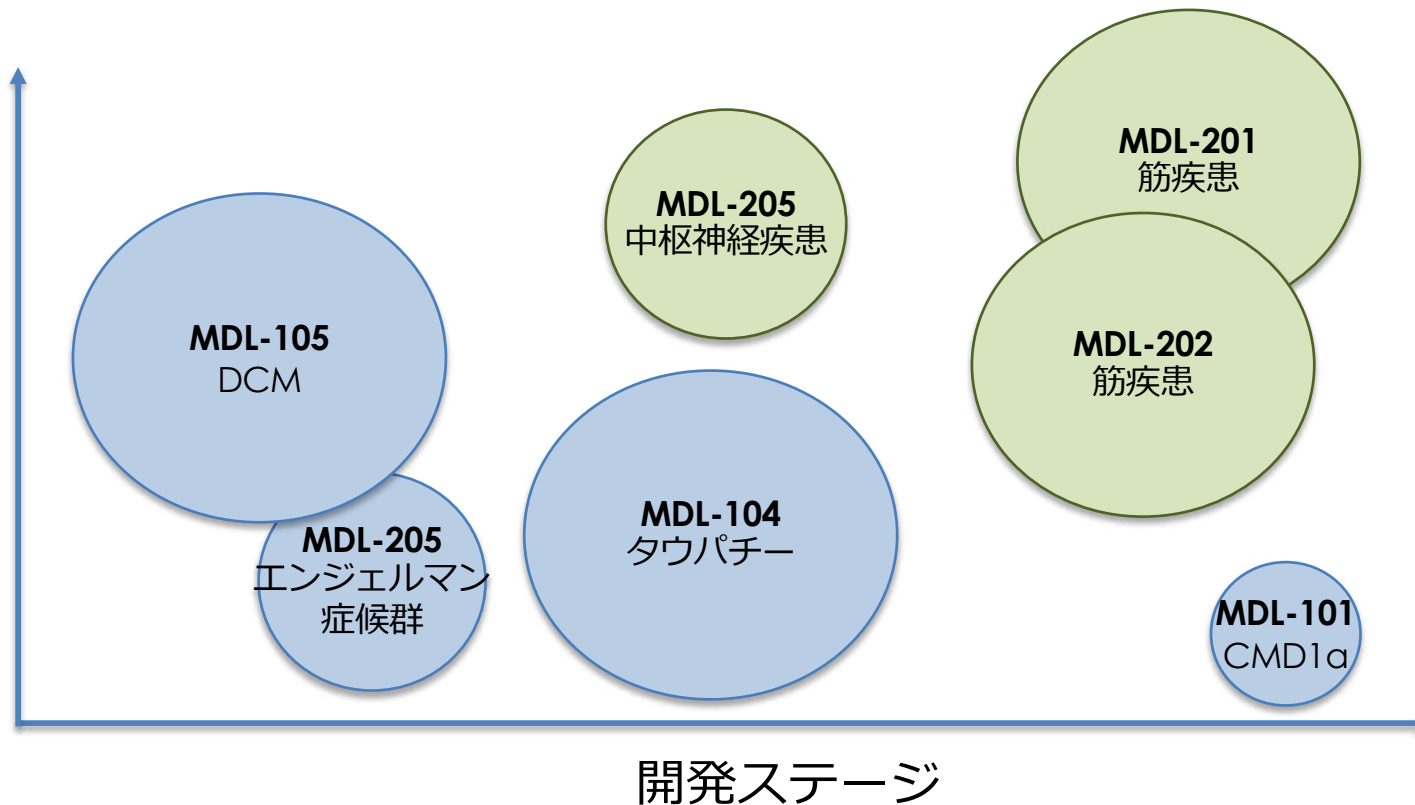 MDL-201
筋疾患
MDL-205
中枢神経疾患
MDL-105
DCM
MDL-202
筋疾患
MDL-104
タウパチー
MDL-205
エンジェルマン
症候群
MDL-101
CMD1a
開発ステージ